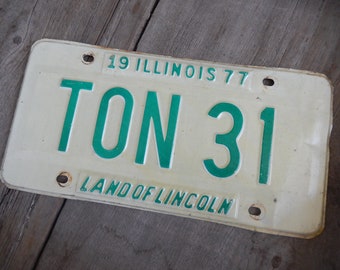 19 ILLINOIS 77
TON 31
LAND OF LINCOLN